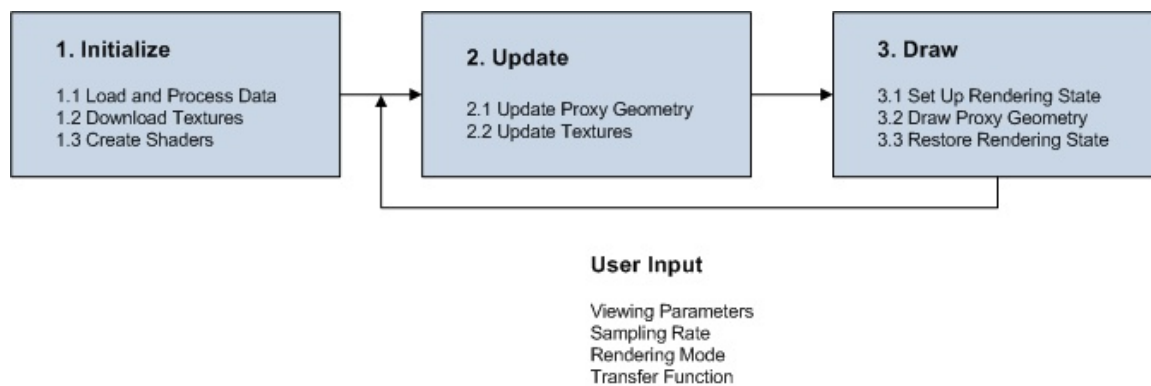 1. Initialize
1.1 Load and Process Data
1.2 Download Textures
1.3 Create Shaders
2. Update
2.1 Update Proxy Geometry
2.2 Update Textures
3. Draw
3.1 Set Up Rendering State
3.2 Draw Proxy Geometry
3.3 Restore Rendering State
User Input
Viewing Parameters
Sampling Rate
Rendering Mode
Transfer Function